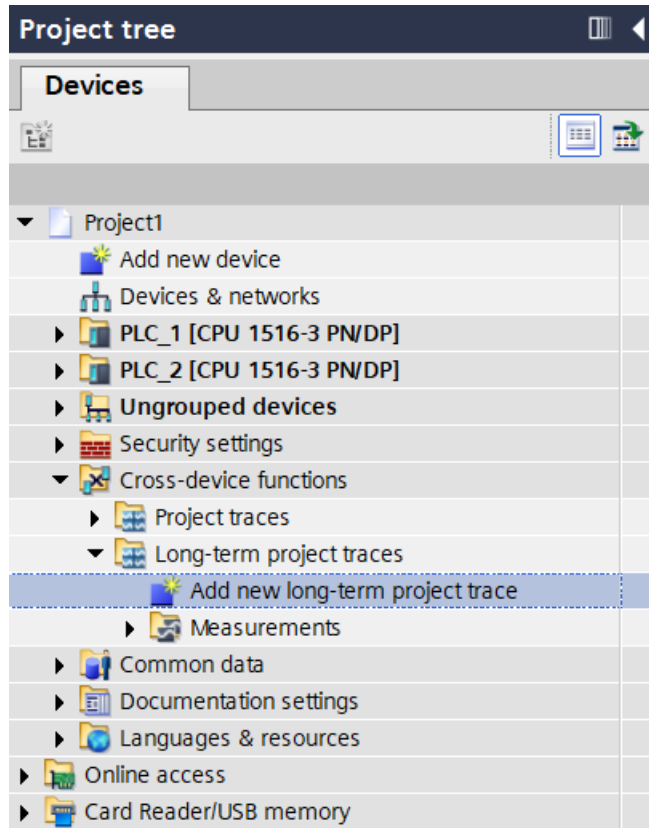 Project tree
Devices
Project1
Add new device
Devices & networks
PLC_1 [CPU 1516-3 PN/DP]
PLC_2 [CPU 1516-3 PN/DP]
Ungrouped devices
Security settings
Cross-device functions
Project traces
Long-term project traces
Add new long-term project trace
Measurements
Common data
Documentation settings
Languages & resources
Online access
Card Reader/USB memory